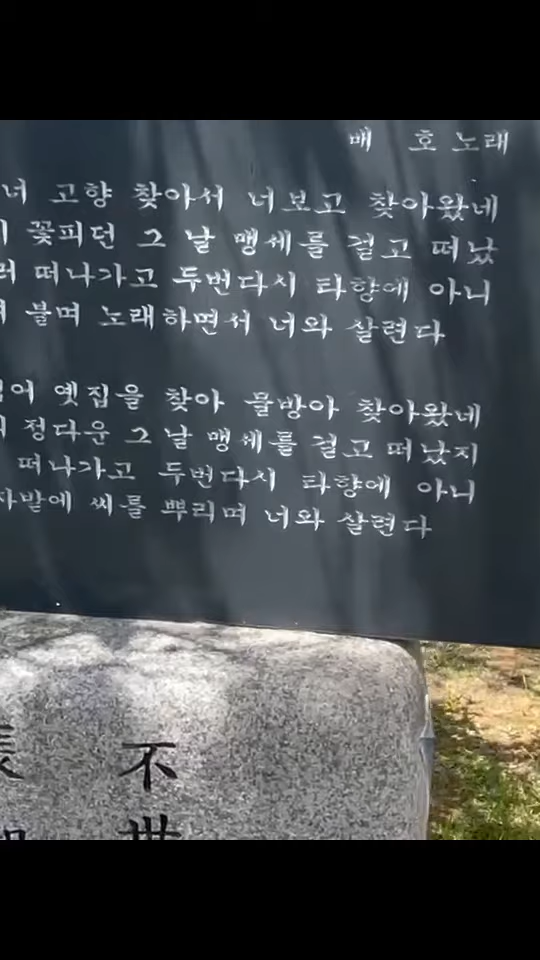 배 호 노래
너 고향 찾아서 너보고 찾아왔네
꽃피던 그 날 맹세를 걸고 떠났
떠나가고 두번다시 타향에 아니
불며 노래하면서 너와 살련다
옛집을 찾아 물방아 찾아왔네
정다운 그 날 맹세를 걸고 떠났지
떠나가고 두번다시 타향에 아니
자밭에 씨를 뿌리며 너와 살련다
不
世